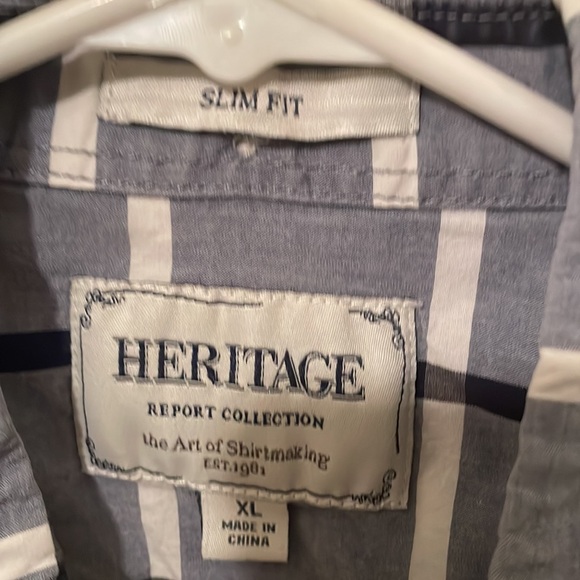 SLIM FIT
HERITAGE
REPORT COLLECTION
the Art of Shirtmaking
EST.1981
XL
MADE IN
CHINA